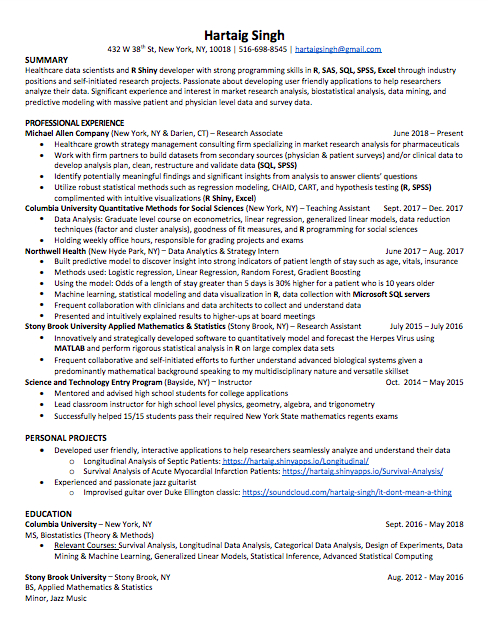 Hartaig Singh
432 W 38th St, New York, NY, 10018 | 516-698-8545 | hartaigsingh@gmail.com
SUMMARY
Healthcare data scientists and R Shiny developer with strong programming skills in R, SAS, SQL, SPSS, Excel through industry
positions and self-initiated research projects. Passionate about developing user friendly applications to help researchers
analyze their data. Significant experience and interest in market research analysis, biostatistical analysis, data mining, and
predictive modeling with massive patient and physician level data and survey data.
PROFESSIONAL EXPERIENCE
Michael Allen Company (New York, NY & Darien, CT) – Research Associate June 2018 – Present
• Healthcare growth strategy management consulting firm specializing in market research analysis for pharmaceuticals
• Work with firm partners to build datasets from secondary sources (physician & patient surveys) and/or clinical data to
develop analysis plan, clean, restructure and validate data (SQL, SPSS)
• Identify potentially meaningful findings and significant insights from analysis to answer clients' questions
• Utilize robust statistical methods such as regression modeling, CHAID, CART, and hypothesis testing (R, SPSS)
complimented with intuitive visualizations (R Shiny, Excel)
Columbia University Quantitative Methods for Social Sciences (New York, NY) – Teaching Assistant Sept. 2017 – Dec. 2017
• Data Analysis: Graduate level course on econometrics, linear regression, generalized linear models, data reduction
techniques (factor and cluster analysis), goodness of fit measures, and R programming for social sciences
• Holding weekly office hours, responsible for grading projects and exams
Northwell Health (New Hyde Park, NY) – Data Analytics & Strategy Intern June 2017 – Aug. 2017
• Built predictive model to discover insight into strong indicators of patient length of stay such as age, vitals, insurance
• Methods used: Logistic regression, Linear Regression, Random Forest, Gradient Boosting
• Using the model: Odds of a length of stay greater than 5 days is 30% higher for a patient who is 10 years older
• Machine learning, statistical modeling and data visualization in R, data collection with Microsoft SQL servers
• Frequent collaboration with clinicians and data architects to collect and understand data
• Presented and intuitively explained results to higher-ups at board meetings
Stony Brook University Applied Mathematics & Statistics (Stony Brook, NY) – Research Assistant July 2015 – July 2016
• Innovatively and strategically developed software to quantitatively model and forecast the Herpes Virus using
MATLAB and perform rigorous statistical analysis in R on large complex data sets
• Frequent collaborative and self-initiated efforts to further understand advanced biological systems given a
predominantly mathematical background speaking to my multidisciplinary nature and versatile skillset
Science and Technology Entry Program (Bayside, NY) – Instructor Oct. 2014 – May 2015
• Mentored and advised high school students for college applications
• Lead classroom instructor for high school level physics, geometry, algebra, and trigonometry
• Successfully helped 15/15 students pass their required New York State mathematics regents exams
PERSONAL PROJECTS
• Developed user friendly, interactive applications to help researchers seamlessly analyze and understand their data
o Longitudinal Analysis of Septic Patients: https://hartaig.shinyapps.io/Longitudinal/
o Survival Analysis of Acute Myocardial Infarction Patients: https://hartaig.shinyapps.io/Survival-Analysis/
• Experienced and passionate jazz guitarist
o Improvised guitar over Duke Ellington classic: https://soundcloud.com/hartaig-singh/it-dont-mean-a-thing
EDUCATION
Columbia University – New York, NY Sept. 2016 - May 2018
MS, Biostatistics (Theory & Methods)
• Relevant Courses: Survival Analysis, Longitudinal Data Analysis, Categorical Data Analysis, Design of Experiments, Data
Mining & Machine Learning, Generalized Linear Models, Statistical Inference, Advanced Statistical Computing
Stony Brook University – Stony Brook, NY Aug. 2012 - May 2016
BS, Applied Mathematics & Statistics
Minor, Jazz Music